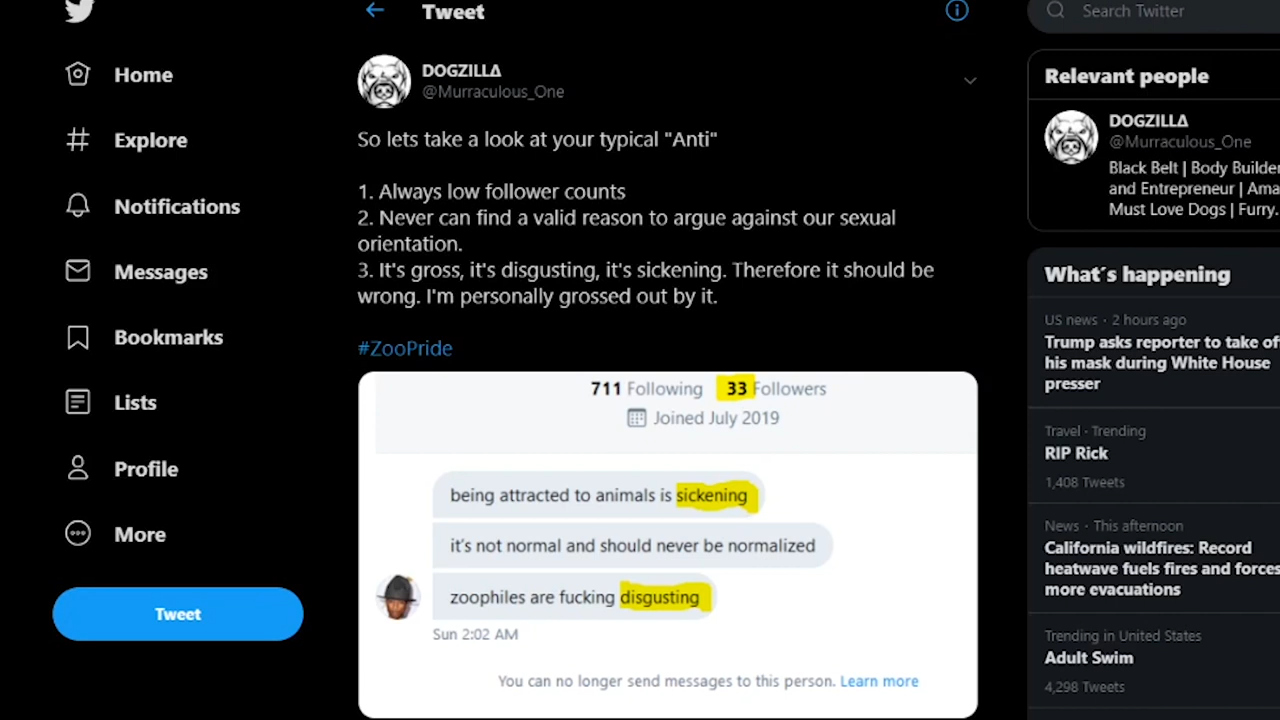 Tweet
DOGZILLΔ
@Murraculous_One
So lets take a look at your typical "Anti"
1. Always low follower counts
2. Never can find a valid reason to argue against our sexual
orientation.
3. It's gross, it's disgusting, it's sickening. Therefore it should be
wrong. I'm personally grossed out by it.
#ZooPride
711 Following 33 Followers
Joined July 2019
being attracted to animals is sickening
it's not normal and should never be normalized
zoophiles are fucking disgusting
Sun 2:02 AM
You can no longer send messages to this person. Learn more
Home
Explore
Notifications
Messages
Bookmarks
Lists
Profile
More
Tweet
Search Twitter
Relevant people
DOGZILLΔ
@Murraculous_One
Black Belt | Body Builder
and Entrepreneur | Ama
Must Love Dogs | Furry.
What´s happening
US news · 2 hours ago
Trump asks reporter to take of
his mask during White House
presser
Travel · Trending
RIP Rick
1,408 Tweets
News · This afternoon
California wildfires: Record
heatwave fuels fires and forces
more evacuations
Trending in United States
Adult Swim
4,298 Tweets